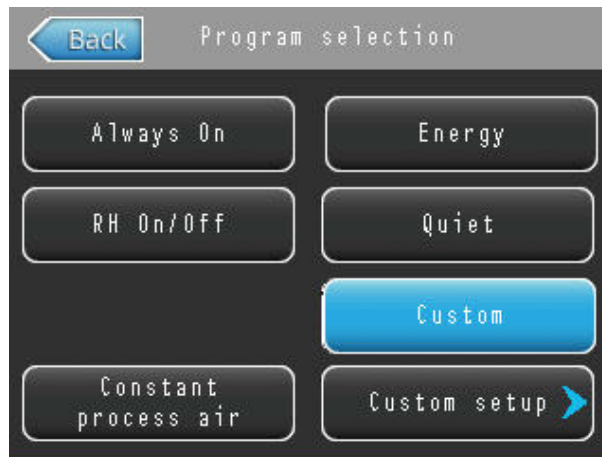 Back
Program selection
Always On
Energy
RH On/Off
Quiet
Custom
Constant
process air
Custom setup